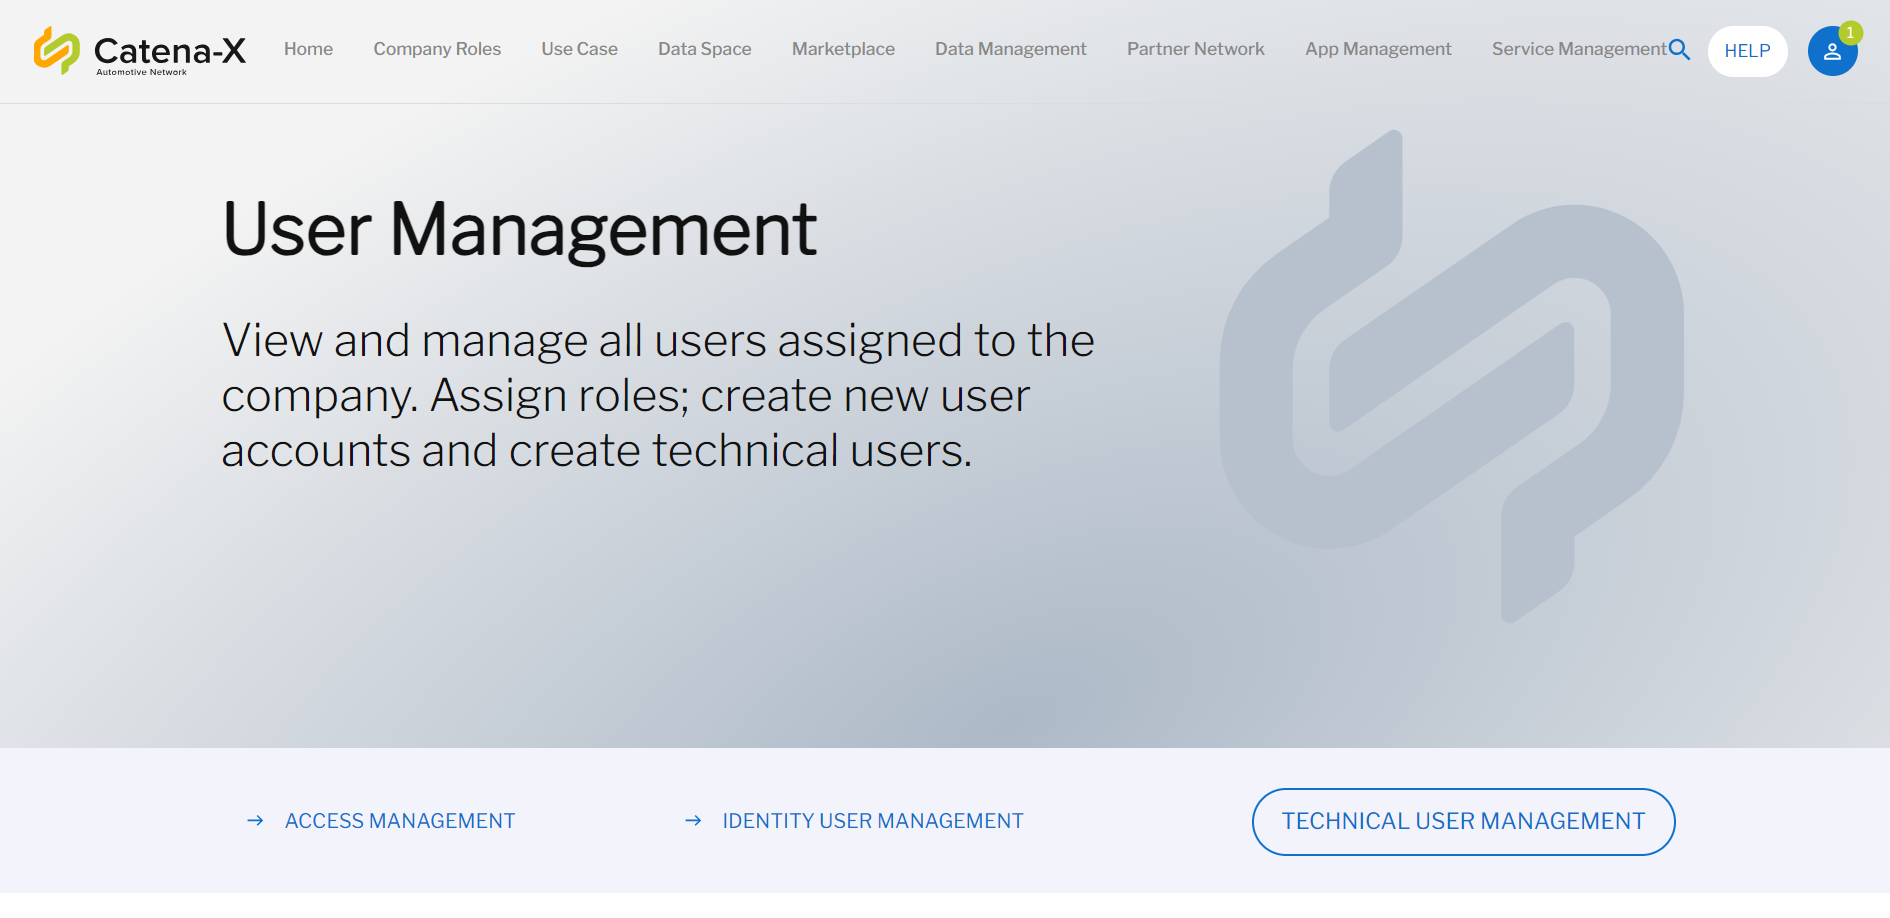 Catena-X
Automotive Network
Home
Company Roles
Use Case
Data Space
Marketplace
Data Management
Partner Network
App Management
Service Management
HELP
1
User Management
View and manage all users assigned to the
company. Assign roles; create new user
accounts and create technical users.
ACCESS MANAGEMENT
IDENTITY USER MANAGEMENT
TECHNICAL USER MANAGEMENT